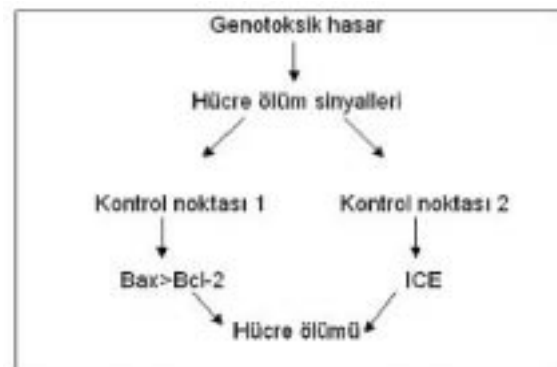 Genotoksik hasar
Hücre ölüm sinyalleri
Kontrol noktası 1 Kontrol noktası 2
Bax>Bcl-2 ICE
Hücre ölümü